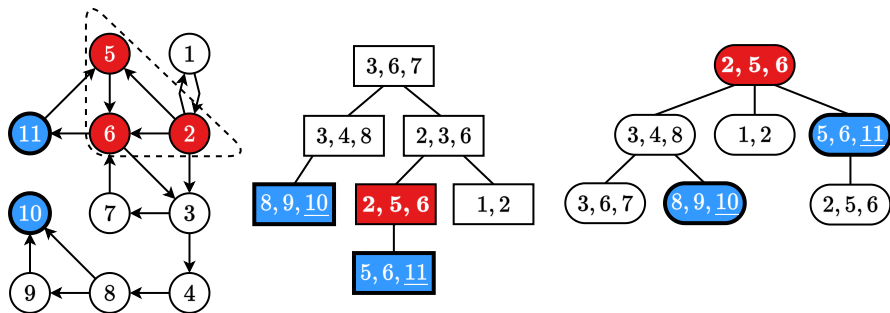 5
1
11
6
2
10
7
3
9
8
4
3, 6, 7
3, 4, 8
2, 3, 6
8, 9, 10
2, 5, 6
1, 2
5, 6, 11
2, 5, 6
3, 4, 8
1, 2
5, 6, 11
3, 6, 7
8, 9, 10
2, 5, 6